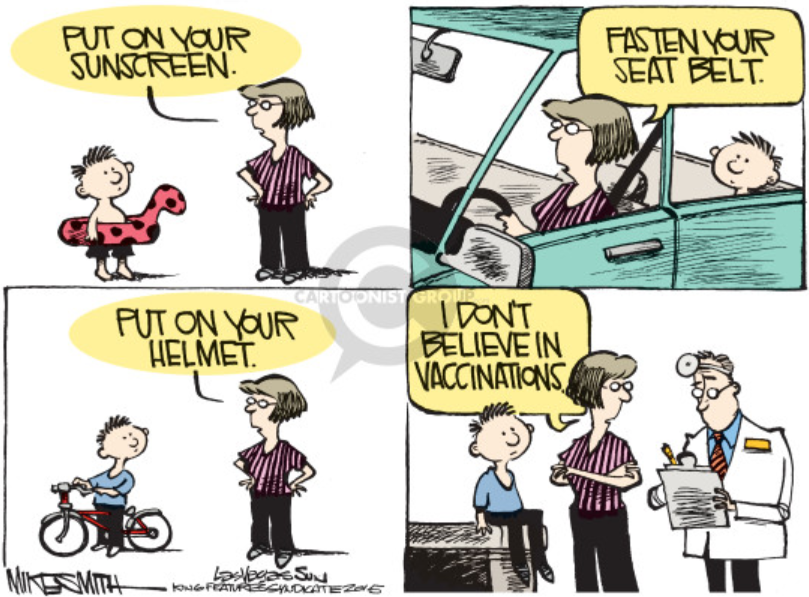 PUT ON YOUR
SUNSCREEN.
FASTEN YOUR
SEAT BELT.
CARTOONIST GROUP
PUT ON YOUR
HELMET.
I DON'T
BELIEVE IN
VACCINATIONS.
MIKE SMITH
LAS VEGAS SUN
KING FEATURES SYNDICATE 2015